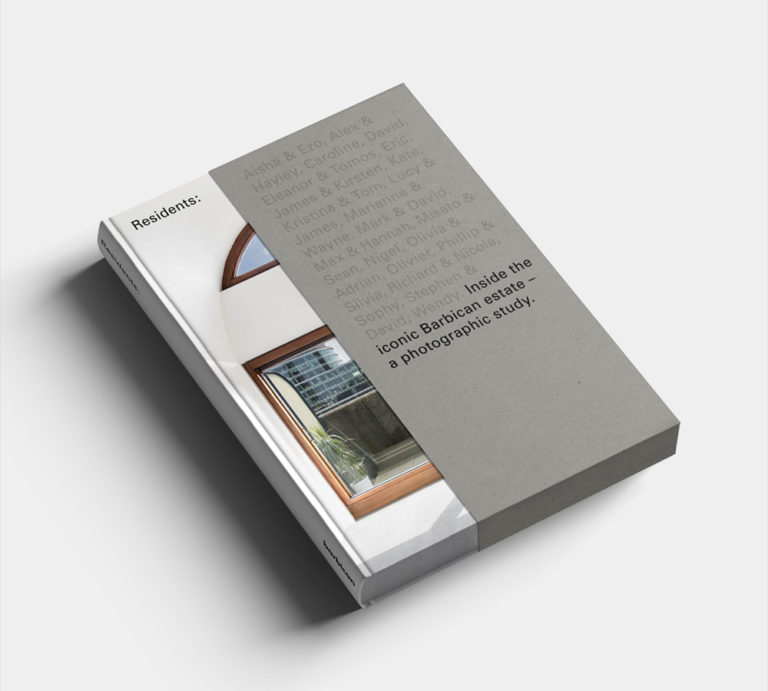 Residents:
Aisha & Ezo, Alex &
Hayley, Caroline, David,
Eleanor & Tomos, Eric,
James & Kirsten, Kate,
Kristina & Tom, Lucy &
James, Marianne &
Wayne, Mark & David,
Max & Hannah, Misato &
Sean, Nigel, Olivia &
Adrian, Olivier, Phillip &
Silvia, Richard & Nicola,
Sophy, Stephen &
David, Wendy. Inside the
iconic Barbican estate –
a photographic study.
Residents:
barbican